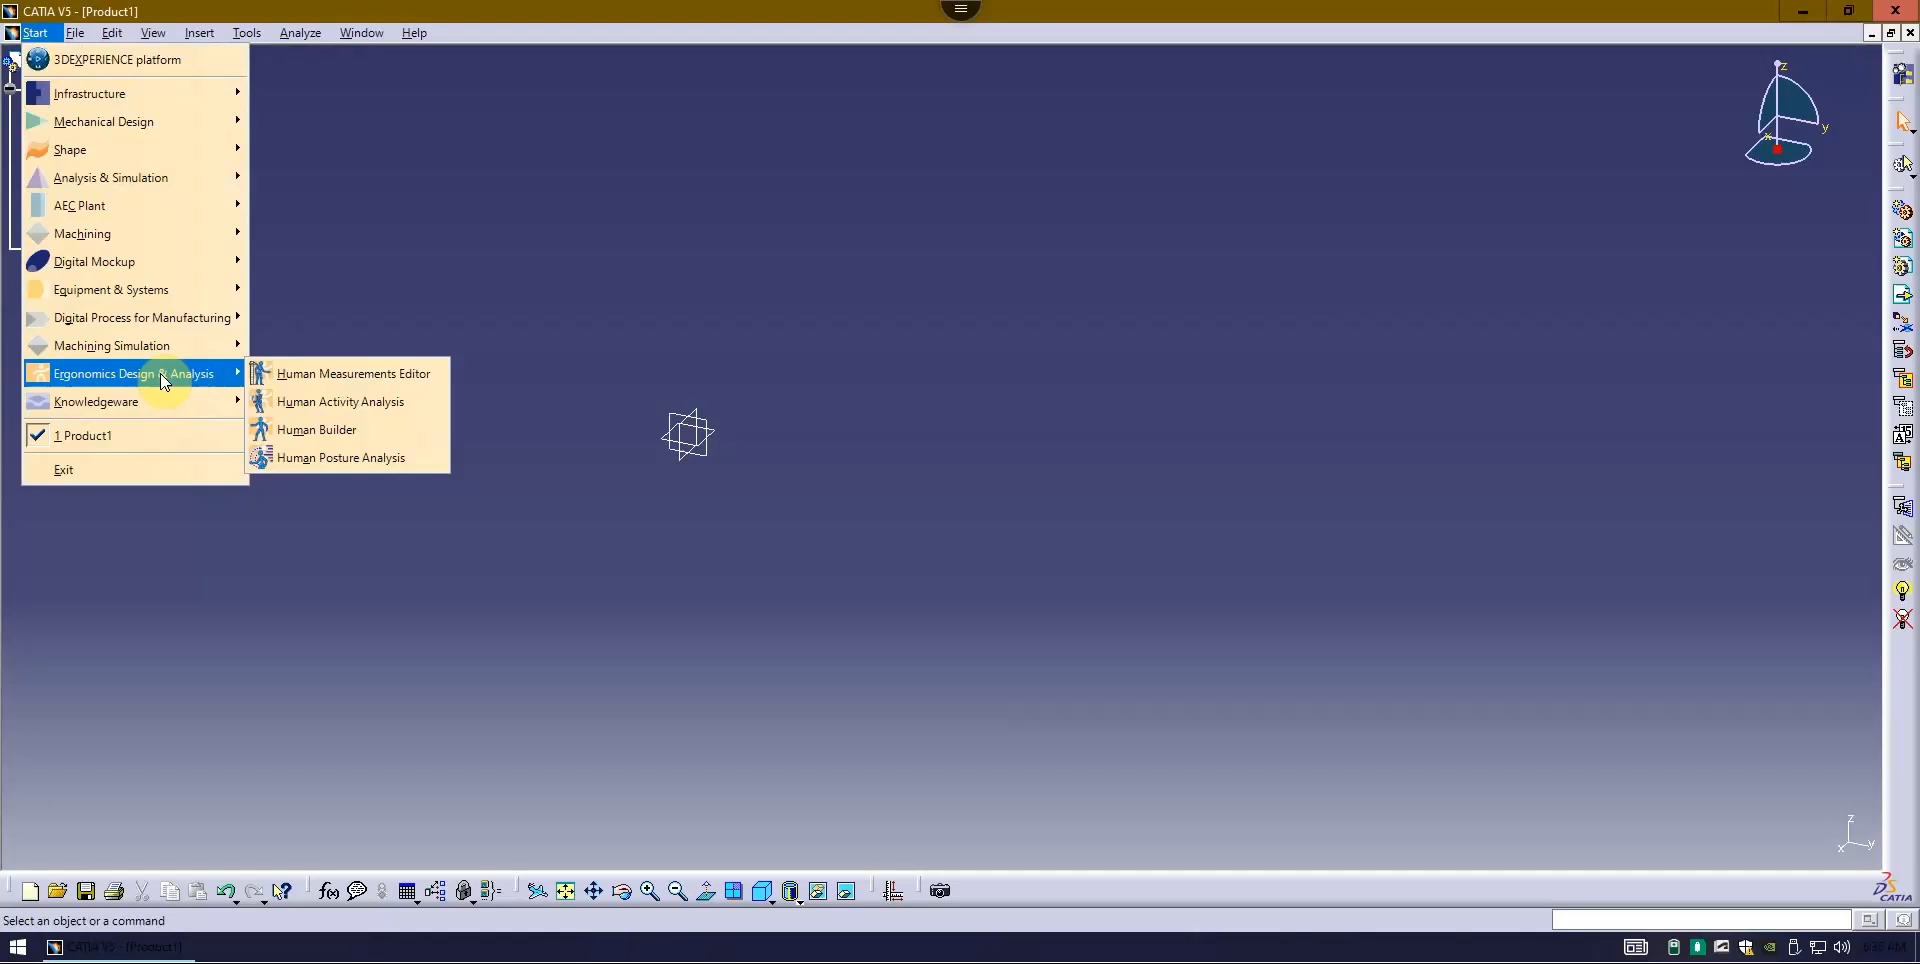 CATIA V5 - [Product1]
Start File Edit View Insert Tools Analyze Window Help
3DEXPERIENCE platform
Infrastructure
Mechanical Design
Shape
Analysis & Simulation
AEC Plant
Machining
Digital Mockup
Equipment & Systems
Digital Process for Manufacturing
Machining Simulation
Ergonomics Design & Analysis
Knowledgeware
1 Product1
Exit
Human Measurements Editor
Human Activity Analysis
Human Builder
Human Posture Analysis
z
y
x
z
x y
f(x)
CATIA
Select an object or a command
CATIA V5 - [Product1]